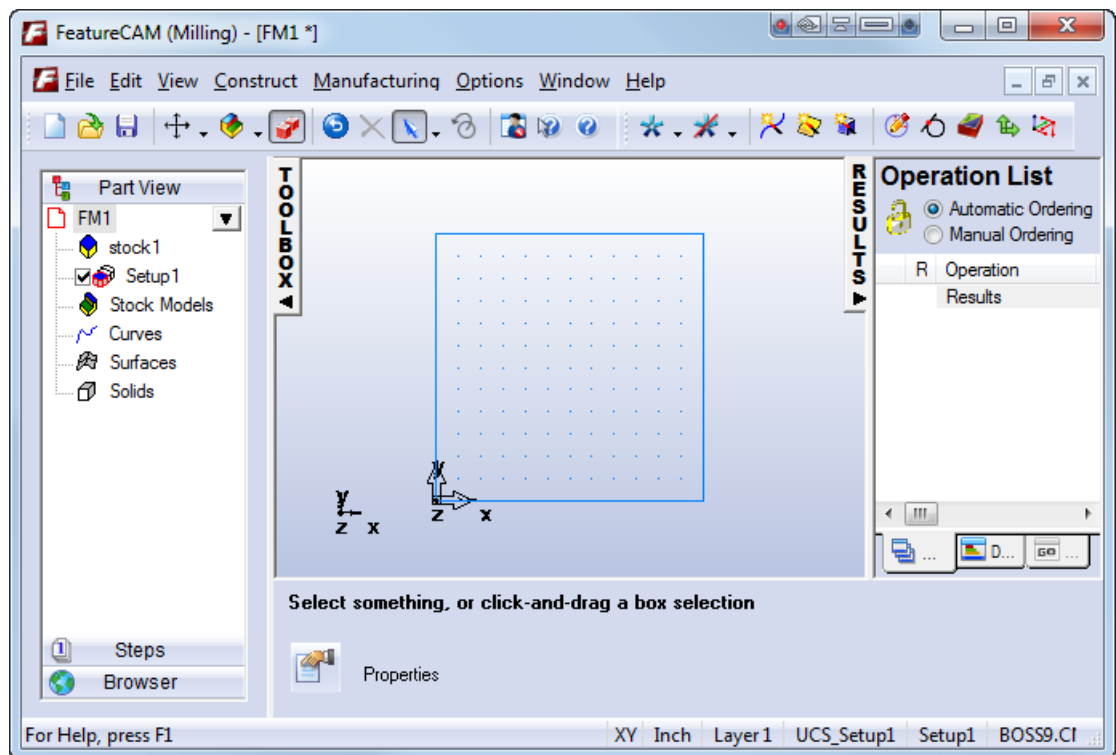 FeatureCAM (Milling) - [FM1 *]
File Edit View Construct Manufacturing Options Window Help
Part View
FM1
stock1
Setup1
Stock Models
Curves
Surfaces
Solids
Steps
1
Browser
TOOLBOX
y
z x
y
z x
RESULTS
Operation List
Automatic Ordering
Manual Ordering
R Operation
Results
... D... GO ...
Select something, or click-and-drag a box selection
Properties
For Help, press F1
XY Inch Layer 1 UCS_Setup1 Setup1 BOSS9.CI